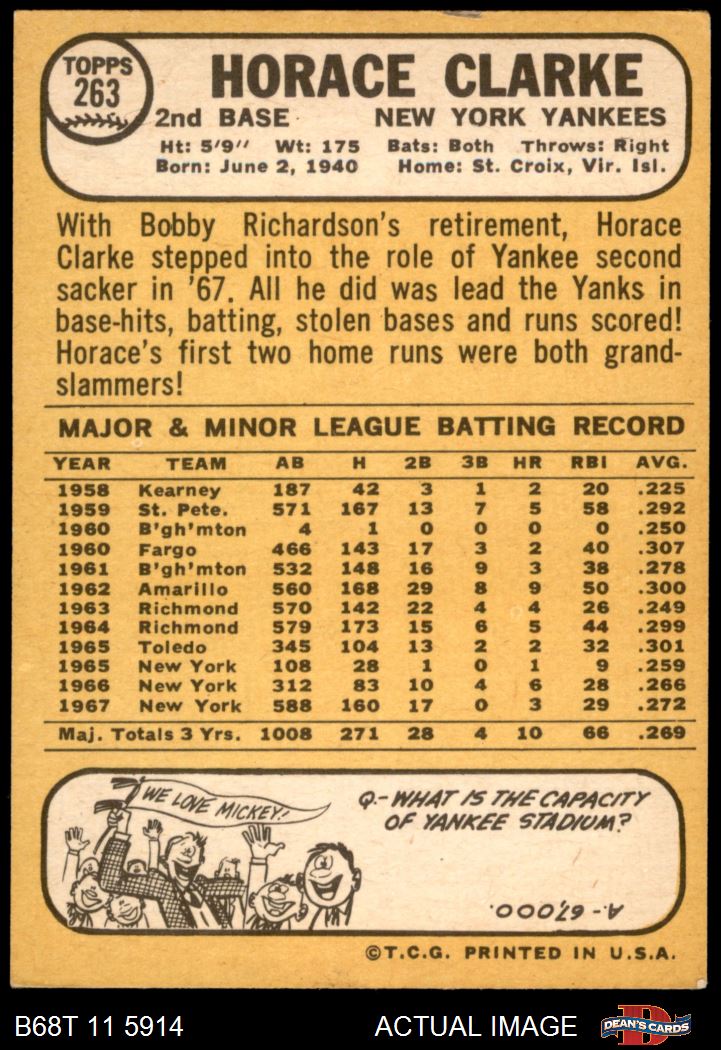 TOPPS
263
HORACE CLARKE
2nd BASE NEW YORK YANKEES
Ht: 5'9" Wt: 175 Bats: Both Throws: Right
Born: June 2, 1940 Home: St. Croix, Vir. Isl.
With Bobby Richardson's retirement, Horace
Clarke stepped into the role of Yankee second
sacker in '67. All he did was lead the Yanks in
base-hits, batting, stolen bases and runs scored!
Horace's first two home runs were both grand-
slammers!
MAJOR & MINOR LEAGUE BATTING RECORD
YEAR TEAM AB H 2B 3B HR RBI AVG.
1958 Kearney 187 42 3 1 2 20 .225
1959 St. Pete. 571 167 13 7 5 58 .292
1960 B'gh'mton 4 1 0 0 0 0 .250
1960 Fargo 466 143 17 3 2 40 .307
1961 B'gh'mton 532 148 16 9 3 38 .278
1962 Amarillo 560 168 29 8 9 50 .300
1963 Richmond 570 142 22 4 4 26 .249
1964 Richmond 579 173 15 6 5 44 .299
1965 Toledo 345 104 13 2 2 32 .301
1965 New York 108 28 1 0 1 9 .259
1966 New York 312 83 10 4 6 28 .266
1967 New York 588 160 17 0 3 29 .272
Maj. Totals 3 Yrs. 1008 271 28 4 10 66 .269
WE LOVE MICKEY!
Q.- WHAT IS THE CAPACITY
OF YANKEE STADIUM?
A.- 67,000.
©T.C.G. PRINTED IN U.S.A.
B68T 11 5914 ACTUAL IMAGE D DEAN'S CARDS